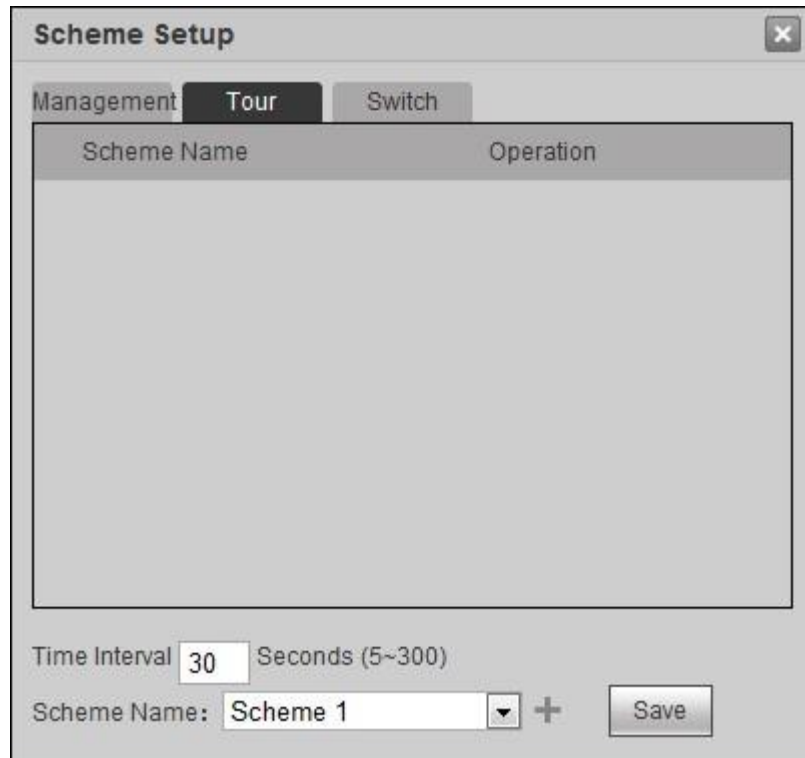 Scheme Setup
Management Tour Switch
Scheme Name Operation
Time Interval 30 Seconds (5~300)
Scheme Name: Scheme 1 Save